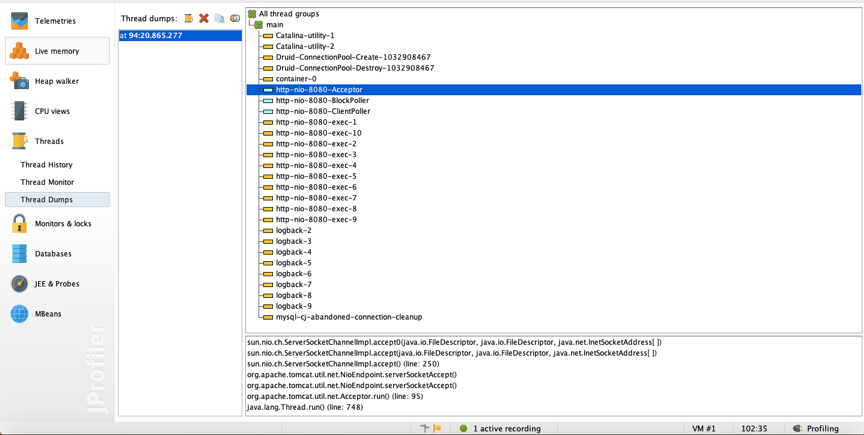 Telemetries
Live memory
Heap walker
CPU views
Threads
Thread History
Thread Monitor
Thread Dumps
Monitors & locks
Databases
JEE & Probes
MBeans
JProfiler
Thread dumps:
at 94:20.865.277
All thread groups
main
Catalina-utility-1
Catalina-utility-2
Druid-ConnectionPool-Create-1032908467
Druid-ConnectionPool-Destroy-1032908467
container-0
http-nio-8080-Acceptor
http-nio-8080-BlockPoller
http-nio-8080-ClientPoller
http-nio-8080-exec-1
http-nio-8080-exec-10
http-nio-8080-exec-2
http-nio-8080-exec-3
http-nio-8080-exec-4
http-nio-8080-exec-5
http-nio-8080-exec-6
http-nio-8080-exec-7
http-nio-8080-exec-8
http-nio-8080-exec-9
logback-2
logback-3
logback-4
logback-5
logback-6
logback-7
logback-8
logback-9
mysql-cj-abandoned-connection-cleanup
sun.nio.ch.ServerSocketChannelImpl.accept0(java.io.FileDescriptor, java.io.FileDescriptor, java.net.InetSocketAddress[ ])
sun.nio.ch.ServerSocketChannelImpl.accept(java.io.FileDescriptor, java.io.FileDescriptor, java.net.InetSocketAddress[ ])
sun.nio.ch.ServerSocketChannelImpl.accept() (line: 250)
org.apache.tomcat.util.net.NioEndpoint.serverSocketAccept()
org.apache.tomcat.util.net.NioEndpoint.serverSocketAccept()
org.apache.tomcat.util.net.Acceptor.run() (line: 95)
java.lang.Thread.run() (line: 748)
1 active recording
VM #1
102:35
Profiling